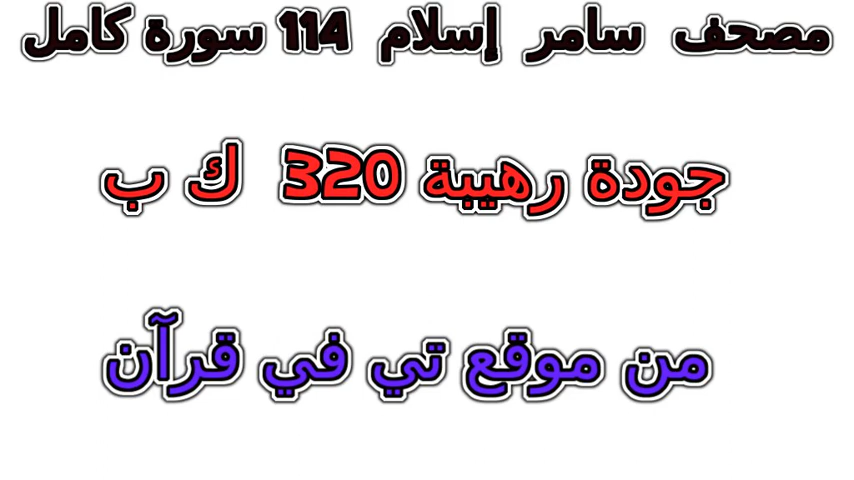 مصحف سامر إسلام 114 سورة كامل
جودة رهيبة 320 ك ب
من موقع تي في قرآن